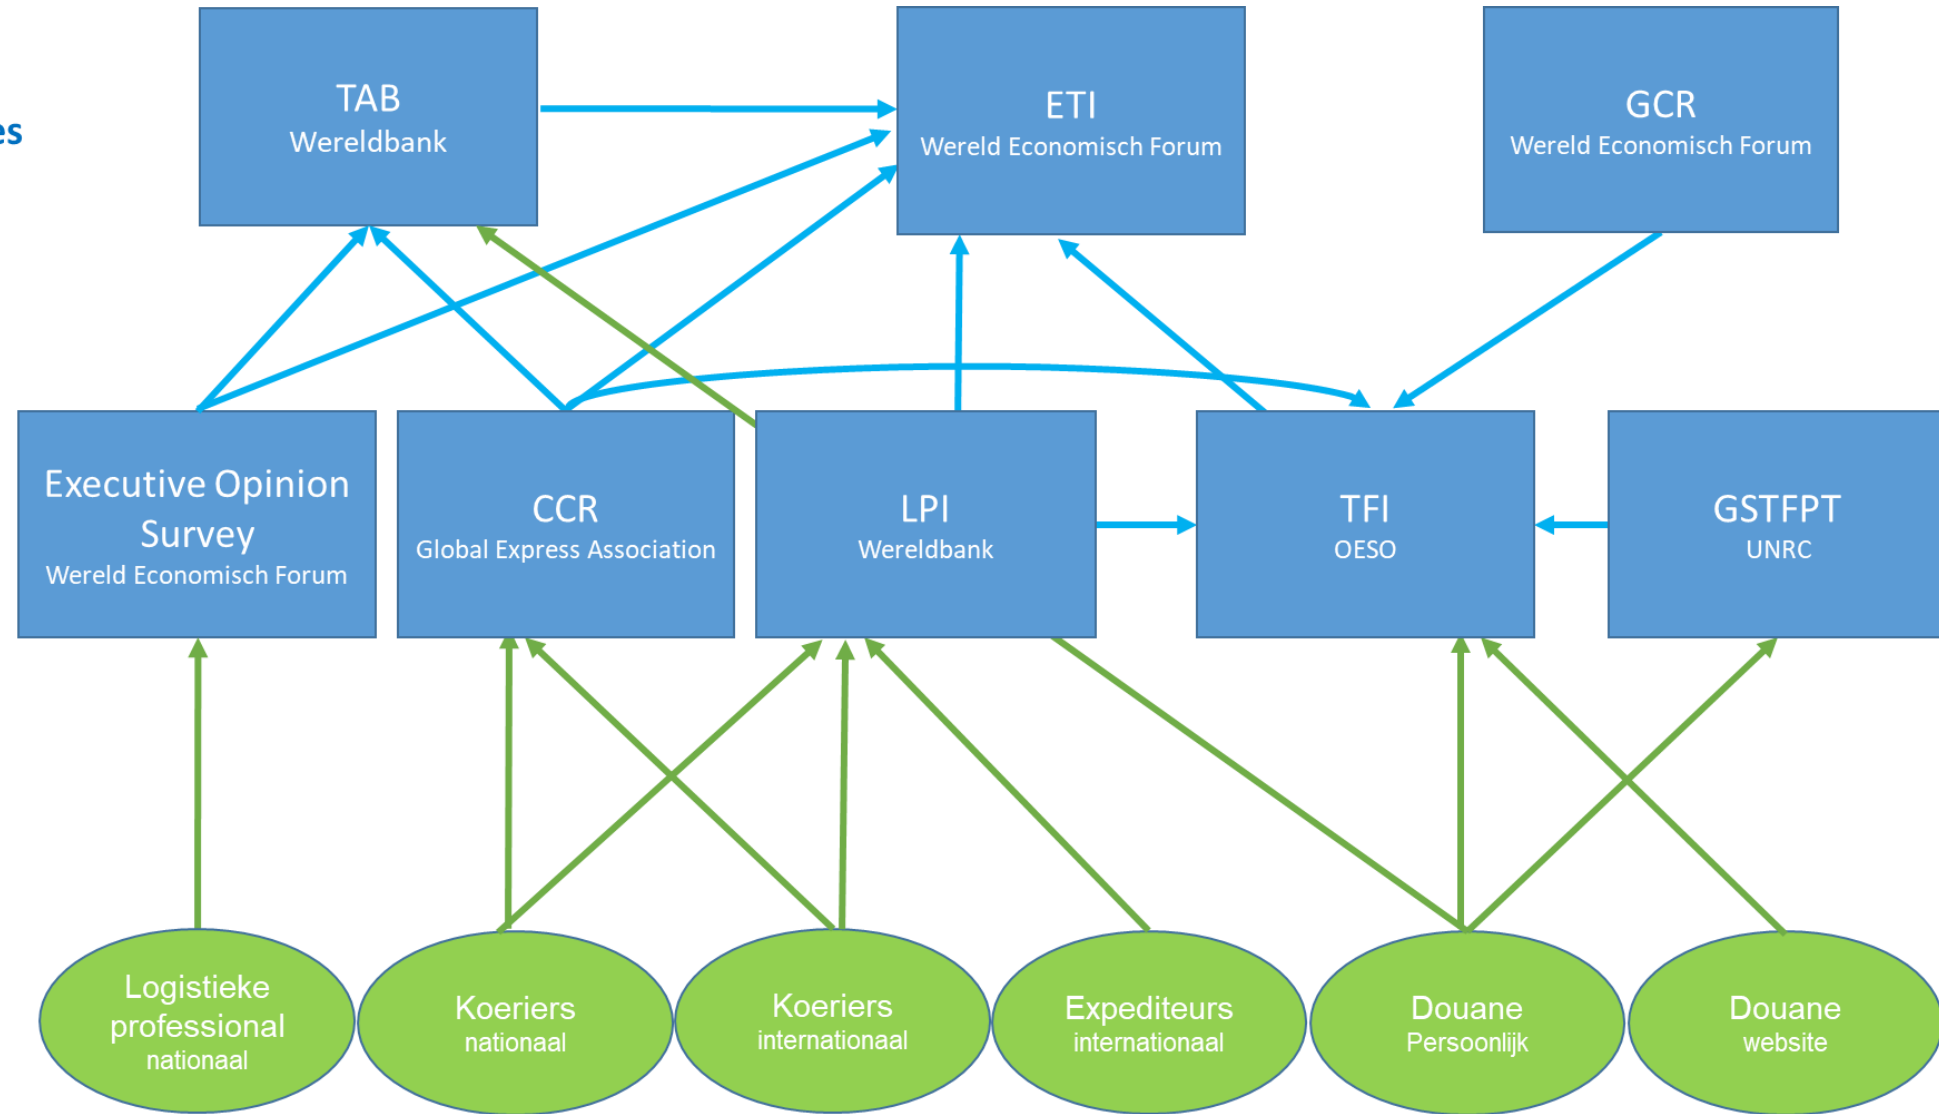 es
TAB
Wereldbank
ETI
Wereld Economisch Forum
GCR
Wereld Economisch Forum
Executive Opinion
Survey
Wereld Economisch Forum
CCR
Global Express Association
LPI
Wereldbank
TFI
OESO
GSTFPT
UNRC
Logistieke
professional
nationaal
Koeriers
nationaal
Koeriers
internationaal
Expediteurs
internationaal
Douane
Persoonlijk
Douane
website